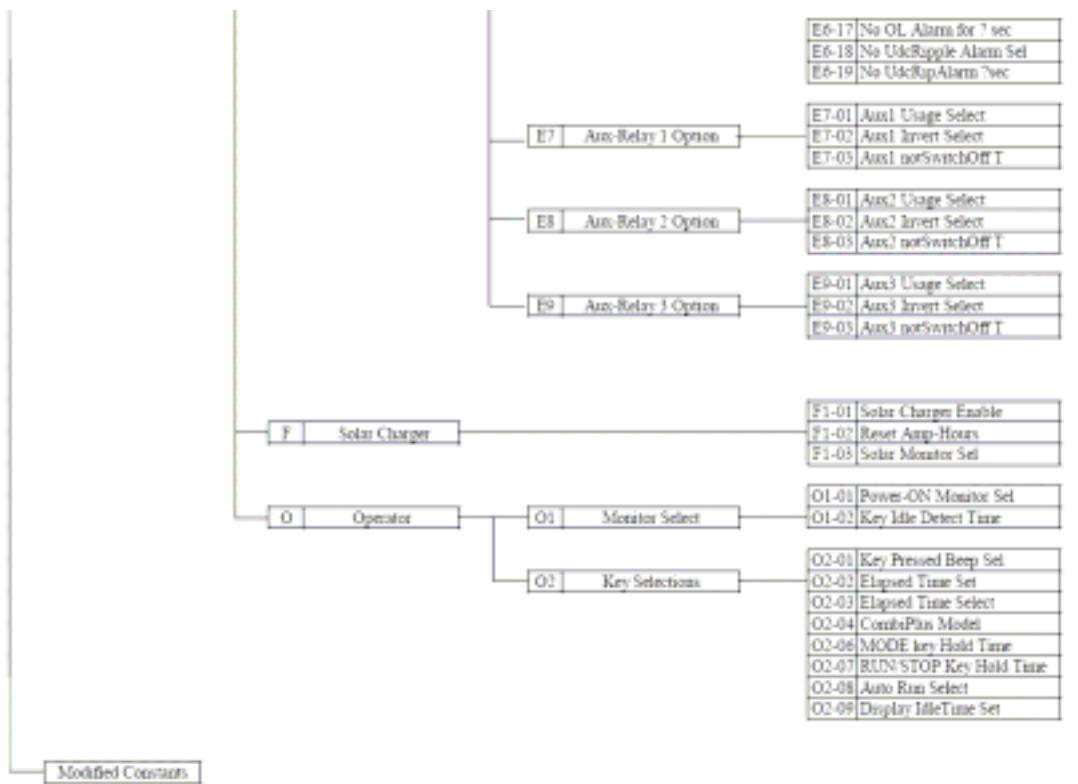 E6-17 No OL Alarm for ? sec
E6-18 No UdcRipple Alarm Sel
E6-19 No UdcRipAlarm ?sec
E7 Aux-Relay 1 Option
E7-01 Aux1 Usage Select
E7-02 Aux1 Invert Select
E7-03 Aux1 notSwitchOff T
E8 Aux-Relay 2 Option
E8-01 Aux2 Usage Select
E8-02 Aux2 Invert Select
E8-03 Aux2 notSwitchOff T
E9 Aux-Relay 3 Option
E9-01 Aux3 Usage Select
E9-02 Aux3 Invert Select
E9-03 Aux3 notSwitchOff T
F Solar Charger
F1-01 Solar Charger Enable
F1-02 Reset Amp-Hours
F1-03 Solar Monitor Sel
O Operator
O1 Monitor Select
O1-01 Power-ON Monitor Sel
O1-02 Key Idle Detect Time
O2 Key Selections
O2-01 Key Pressed Beep Sel
O2-02 Elapsed Time Set
O2-03 Elapsed Time Select
O2-04 CombiPlus Model
O2-06 MODE key Hold Time
O2-07 RUN/STOP Key Hold Time
O2-08 Auto Run Select
O2-09 Display IdleTime Set
Modified Constants